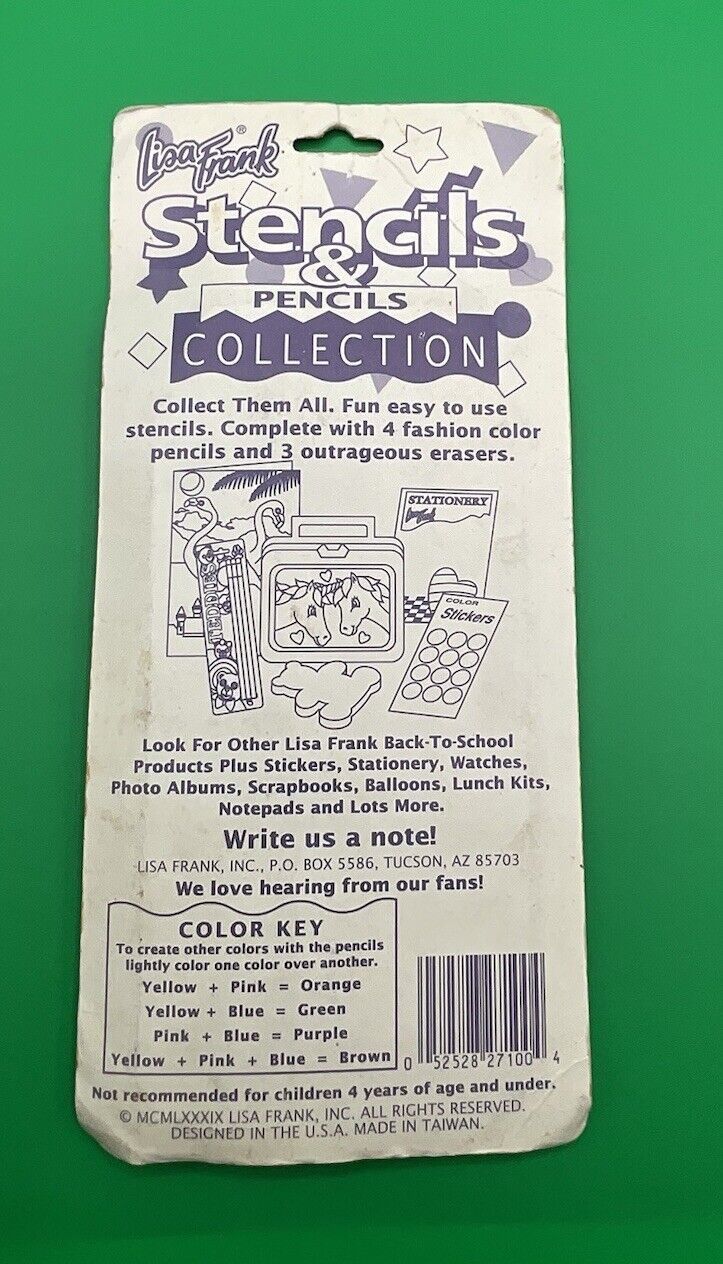 Lisa Frank®
Stencils
&
PENCILS
COLLECTION
Collect Them All. Fun easy to use
stencils. Complete with 4 fashion color
pencils and 3 outrageous erasers.
STATIONERY
Lisa Frank
TEDDIES
COLOR
Stickers
Look For Other Lisa Frank Back-To-School
Products Plus Stickers, Stationery, Watches,
Photo Albums, Scrapbooks, Balloons, Lunch Kits,
Notepads and Lots More.
Write us a note!
LISA FRANK, INC., P.O. BOX 5586, TUCSON, AZ 85703
We love hearing from our fans!
COLOR KEY
To create other colors with the pencils
lightly color one color over another.
Yellow + Pink = Orange
Yellow + Blue = Green
Pink + Blue = Purple
Yellow + Pink + Blue = Brown
0 52528 27100 4
Not recommended for children 4 years of age and under.
© MCMLXXXIX LISA FRANK, INC. ALL RIGHTS RESERVED.
DESIGNED IN THE U.S.A. MADE IN TAIWAN.